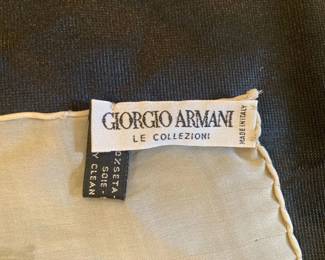 GIORGIO ARMANI
LE COLLEZIONI
MADE IN ITALY
SETA -
SOIE -
Y CLEAN